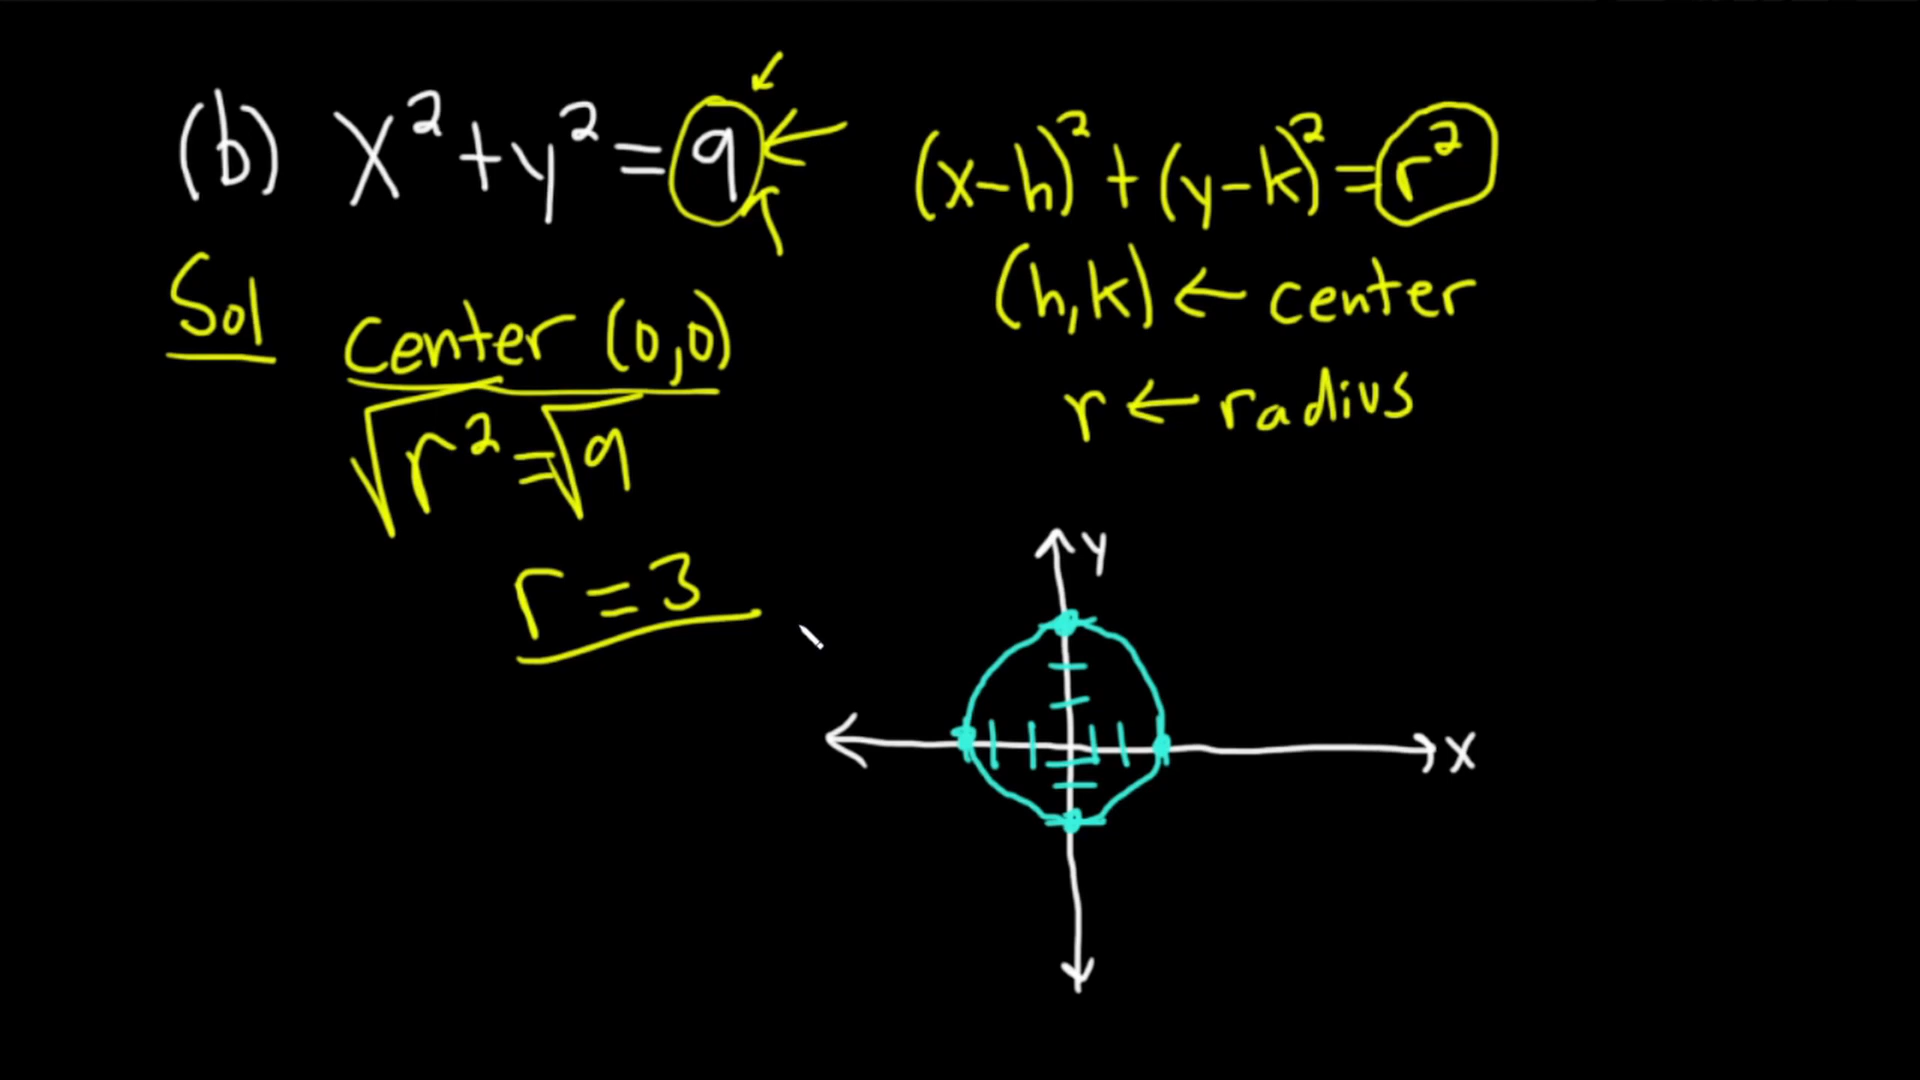 (b) x²+y²=9
(x-h)²+(y-k)²=r²
(h,k) ← center
r ← radius
Sol
Center (0,0)
√r²=√9
r=3
y
x